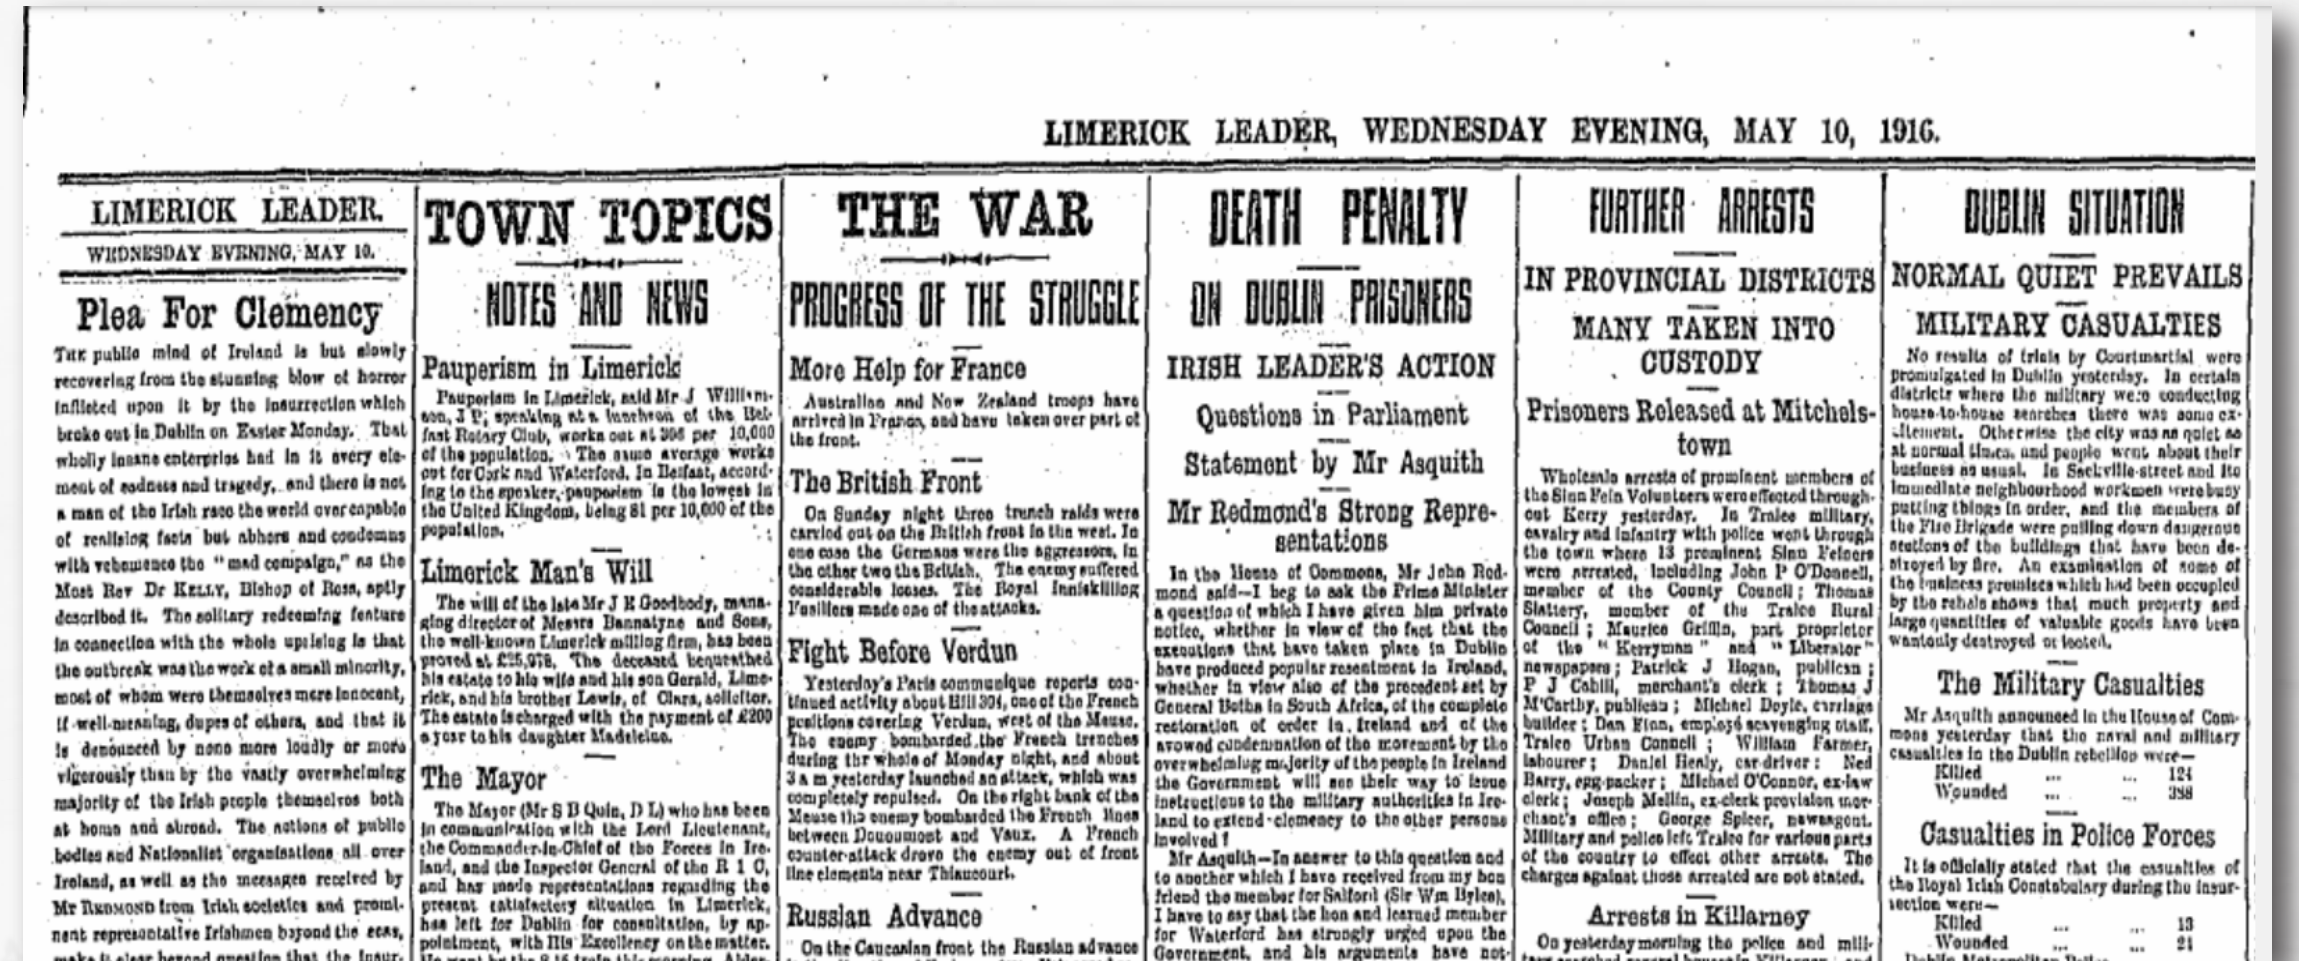 LIMERICK LEADER, WEDNESDAY EVENING, MAY 10, 1916.
LIMERICK LEADER.
WEDNESDAY EVENING, MAY 10.
Plea For Clemency
THE public mind of Ireland is but slowly
recovering from the stunning blow of horror
inflicted upon it by the insurrection which
broke out in Dublin on Easter Monday. That
wholly insane enterprise had in it every ele-
ment of sadness and tragedy, and there is not
a man of the Irish race the world over capable
of realising facts but abhors and condemns
with vehemence the "mad campaign," as the
Most Rev Dr KELLY, Bishop of Ross, aptly
described it. The solitary redeeming feature
in connection with the whole uprising is that
the outbreak was the work of a small minority,
most of whom were themselves mere innocent,
if well-meaning, dupes of others, and that it
is denounced by none more loudly or more
vigorously than by the vastly overwhelming
majority of the Irish people themselves both
at home and abroad. The actions of public
bodies and Nationalist organisations all over
Ireland, as well as the messages received by
Mr REDMOND from Irish societies and promi-
nent representative Irishmen beyond the seas,
make it clear beyond question that the insur-
TOWN TOPICS
NOTES AND NEWS
Pauperism in Limerick
Pauperism in Limerick, said Mr J William-
son, J P, speaking at a luncheon of the Bel-
fast Rotary Club, works out at 306 per 10,000
of the population. The same average works
out for Cork and Waterford. In Belfast, accord-
ing to the speaker, pauperism is the lowest in
the United Kingdom, being 81 per 10,000 of the
population.
Limerick Man's Will
The will of the late Mr J E Goodbody, mana-
ging director of Messrs Bannatyne and Sons,
the well-known Limerick milling firm, has been
proved at The deceased bequeathed
his estate to his wife and his son Gerald, Lime-
rick, and his brother Lewis, of Clara, solicitor.
The estate is charged with the payment of £200
a year to his daughter Madeleine.
The Mayor
The Mayor (Mr S B Quin, D L) who has been
in communication with the Lord Lieutenant,
the Commander-in-Chief of the Forces in Ire-
land, and the Inspector General of the R I C,
and has made representations regarding the
present satisfactory situation in Limerick,
has left for Dublin for consultation, by ap-
pointment, with His Excellency on the matter.
THE WAR
PROGRESS OF THE STRUGGLE
More Help for France
Australian and New Zealand troops have
arrived in France, and have taken over part of
the front.
The British Front
On Sunday night three trench raids were
carried out on the British front in the west. In
one case the Germans were the aggressors, in
the other two the British. The enemy suffered
considerable losses. The Royal Inniskilling
Fusiliers made one of the attacks.
Fight Before Verdun
Yesterday's Paris communique reports con-
tinued activity about Hill 304, one of the French
positions covering Verdun, west of the Meuse.
The enemy bombarded the French trenches
during the whole of Monday night, and about
3 a m yesterday launched an attack, which was
completely repulsed. On the right bank of the
Meuse the enemy bombarded the French lines
between Dououmont and Vaux. A French
counter-attack drove the enemy out of front
line elements near Thiaucourt.
Russian Advance
On the Caucasian front the Russian advance
DEATH PENALTY
ON DUBLIN PRISONERS
IRISH LEADER'S ACTION
Questions in Parliament
Statement by Mr Asquith
Mr Redmond's Strong Repre-
sentations
In the House of Commons, Mr John Red-
mond said—I beg to ask the Prime Minister
a question of which I have given him private
notice, whether in view of the fact that the
executions that have taken place in Dublin
have produced popular resentment in Ireland,
whether in view also of the precedent set by
General Botha in South Africa, of the complete
restoration of order in Ireland and of the
avowed condemnation of the movement by the
overwhelming majority of the people in Ireland
the Government will see their way to issue
instructions to the military authorities in Ire-
land to extend clemency to the other persons
involved?
Mr Asquith—In answer to this question and
to another which I have received from my hon
friend the member for Salford (Sir Wm Byles),
I have to say that the hon and learned member
for Waterford has strongly urged upon the
Government, and his arguments have not
FURTHER ARRESTS
IN PROVINCIAL DISTRICTS
MANY TAKEN INTO
CUSTODY
Prisoners Released at Mitchels-
town
Wholesale arrests of prominent members of
the Sinn Fein Volunteers were effected through-
out Kerry yesterday. In Tralee military,
cavalry and infantry with police went through
the town where 13 prominent Sinn Feiners
were arrested, including John P O'Donnell,
member of the County Council; Thomas
Slattery, member of the Tralee Rural
Council; Maurice Griffin, part proprietor
of the "Kerryman" and "Liberator"
newspapers; Patrick J Hogan, publican;
P J Cahill, merchant's clerk; Thomas J
M'Carthy, publican; Michael Doyle, carriage
builder; Dan Finn, employé scavenging staff,
Tralee Urban Council; William Farmer,
labourer; Daniel Healy, car-driver; Ned
Barry, egg-packer; Michael O'Connor, ex-law
clerk; Joseph Mellin, ex-clerk provision mer-
chant's office; George Spicer, newsagent.
Military and police left Tralee for various parts
of the country to effect other arrests. The
charges against those arrested are not stated.
Arrests in Killarney
On yesterday morning the police and mili-
DUBLIN SITUATION
NORMAL QUIET PREVAILS
MILITARY CASUALTIES
No results of trials by Courtmartial were
promulgated in Dublin yesterday. In certain
districts where the military were conducting
house-to-house searches there was some ex-
citement. Otherwise the city was as quiet as
at normal times, and people went about their
business as usual. In Sackville-street and its
immediate neighbourhood workmen were busy
putting things in order, and the members of
the Fire Brigade were pulling down dangerous
sections of the buildings that have been de-
stroyed by fire. An examination of some of
the business premises which had been occupied
by the rebels shows that much property and
large quantities of valuable goods have been
wantonly destroyed or looted.
The Military Casualties
Mr Asquith announced in the House of Com-
mons yesterday that the naval and military
casualties in the Dublin rebellion were—
Killed ... ... 124
Wounded ... ... 388
Casualties in Police Forces
It is officially stated that the casualties of
the Royal Irish Constabulary during the insur-
rection were—
Killed ... ... 13
Wounded ... ... 21